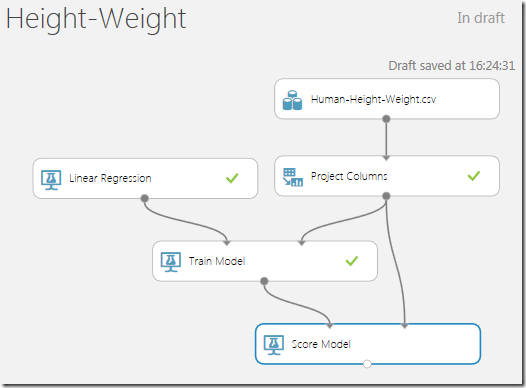 Height-Weight
In draft
Draft saved at 16:24:31
Human-Height-Weight.csv
Linear Regression
Project Columns
Train Model
Score Model